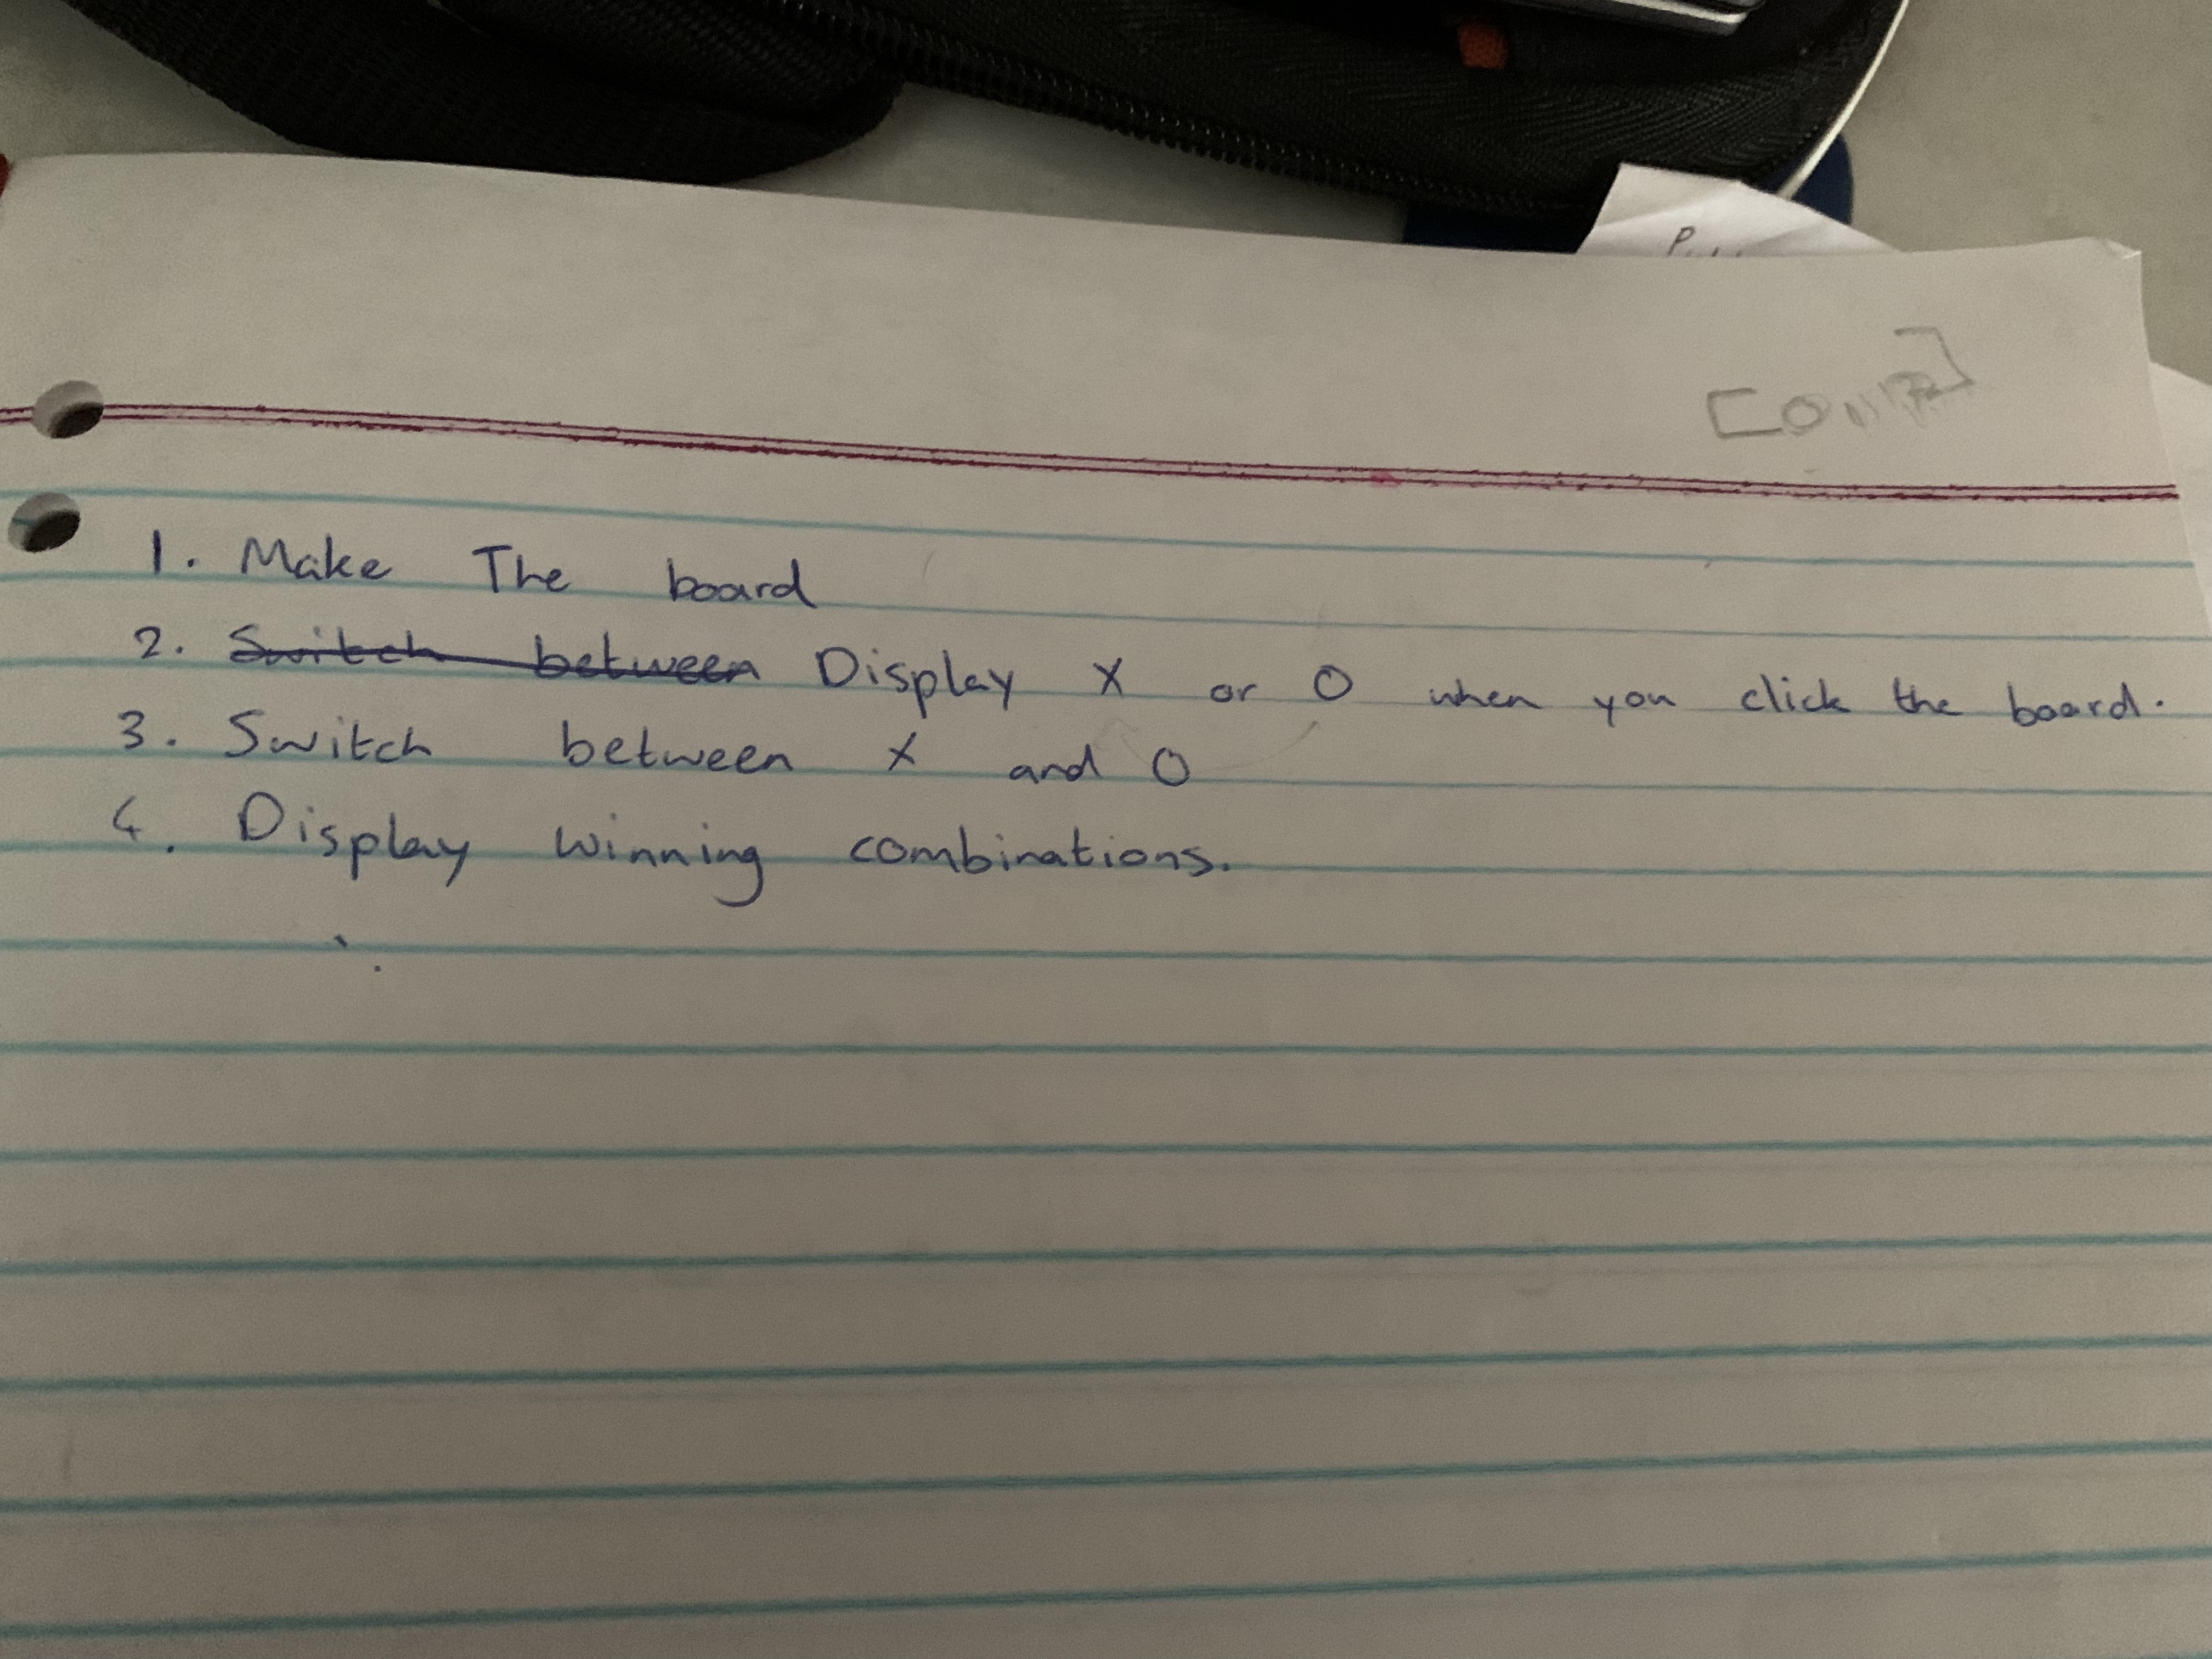 1. Make The board
2. Switch between Display X or O when you click the board.
3. Switch between X and O
4. Display winning combinations.